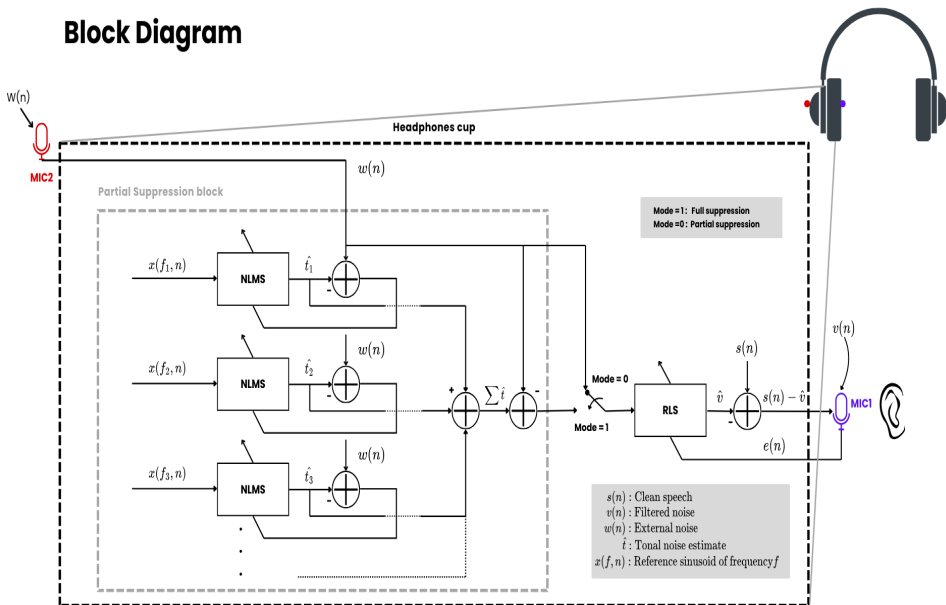 Block Diagram
W(n)
MIC2
Headphones cup
w(n)
Partial Suppression block
Mode =1: Full suppression
Mode =0: Partial suppression
x(f₁, n)
NLMS
t̂₁
-
w(n)
x(f₂, n)
NLMS
t̂₂
-
w(n)
x(f₃, n)
NLMS
t̂₃
-
+
∑ t̂
-
Mode = 0
Mode = 1
RLS
v̂
-
s(n)
s(n) − v̂
e(n)
v(n)
MIC1
s(n) : Clean speech
v(n) : Filtered noise
w(n) : External noise
t̂ : Tonal noise estimate
x(f, n) : Reference sinusoid of frequency f